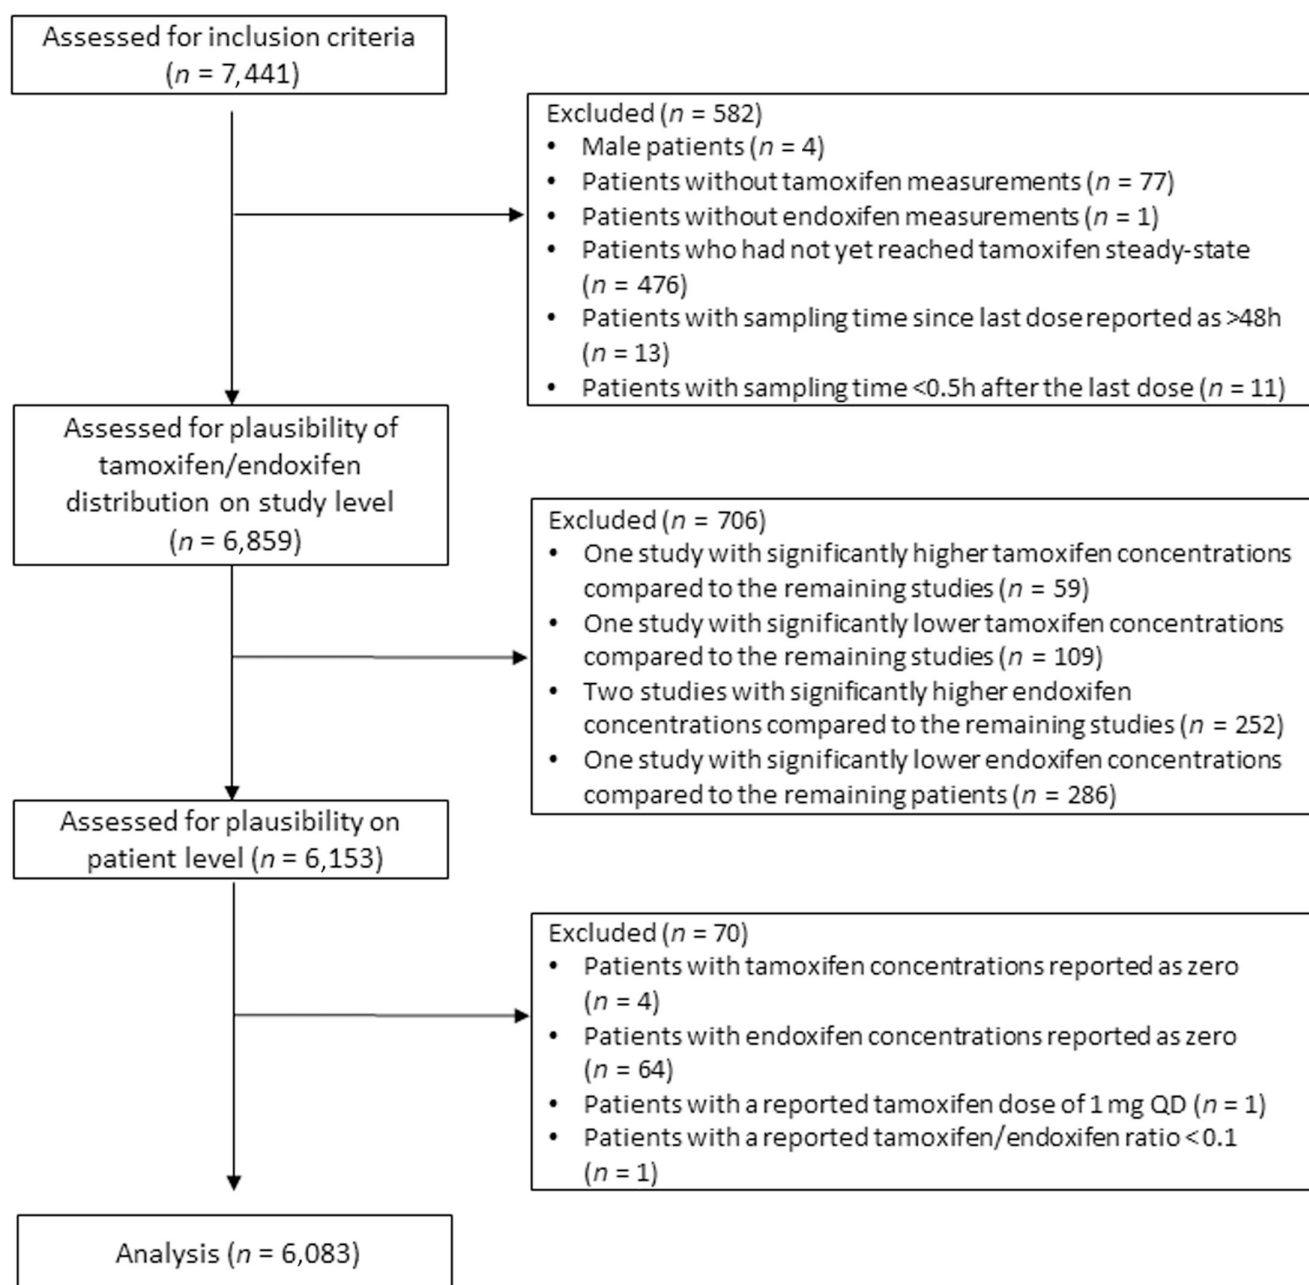 Assessed for inclusion criteria
(n = 7,441)
Excluded (n = 582)
• Male patients (n = 4)
• Patients without tamoxifen measurements (n = 77)
• Patients without endoxifen measurements (n = 1)
• Patients who had not yet reached tamoxifen steady-state
(n = 476)
• Patients with sampling time since last dose reported as >48h
(n = 13)
• Patients with sampling time <0.5h after the last dose (n = 11)
Assessed for plausibility of
tamoxifen/endoxifen
distribution on study level
(n = 6,859)
Excluded (n = 706)
• One study with significantly higher tamoxifen concentrations
compared to the remaining studies (n = 59)
• One study with significantly lower tamoxifen concentrations
compared to the remaining studies (n = 109)
• Two studies with significantly higher endoxifen
concentrations compared to the remaining studies (n = 252)
• One study with significantly lower endoxifen concentrations
compared to the remaining patients (n = 286)
Assessed for plausibility on
patient level (n = 6,153)
Excluded (n = 70)
• Patients with tamoxifen concentrations reported as zero
(n = 4)
• Patients with endoxifen concentrations reported as zero
(n = 64)
• Patients with a reported tamoxifen dose of 1 mg QD (n = 1)
• Patients with a reported tamoxifen/endoxifen ratio <0.1
(n = 1)
Analysis (n = 6,083)